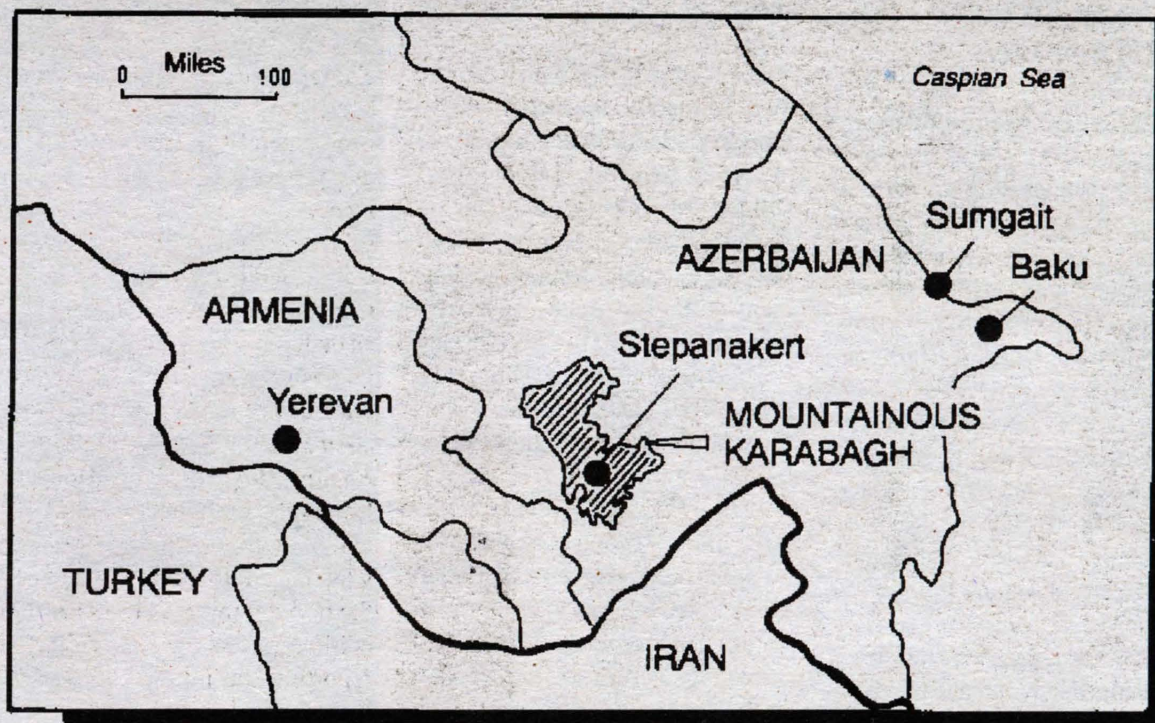 Miles
0 100
Caspian Sea
Sumgait
AZERBAIJAN
Baku
ARMENIA
Stepanakert
Yerevan
MOUNTAINOUS
KARABAGH
TURKEY
IRAN